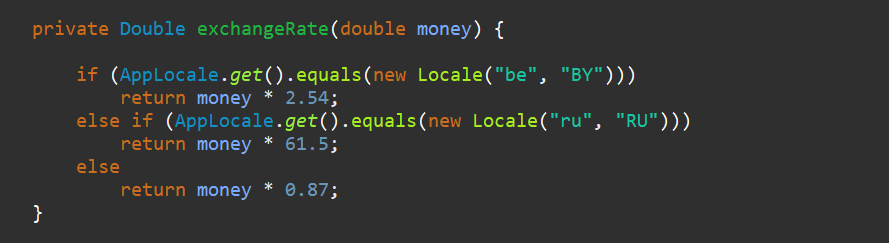 private Double exchangeRate(double money) {
if (AppLocale.get().equals(new Locale("be", "BY")))
return money * 2.54;
else if (AppLocale.get().equals(new Locale("ru", "RU")))
return money * 61.5;
else
return money * 0.87;
}